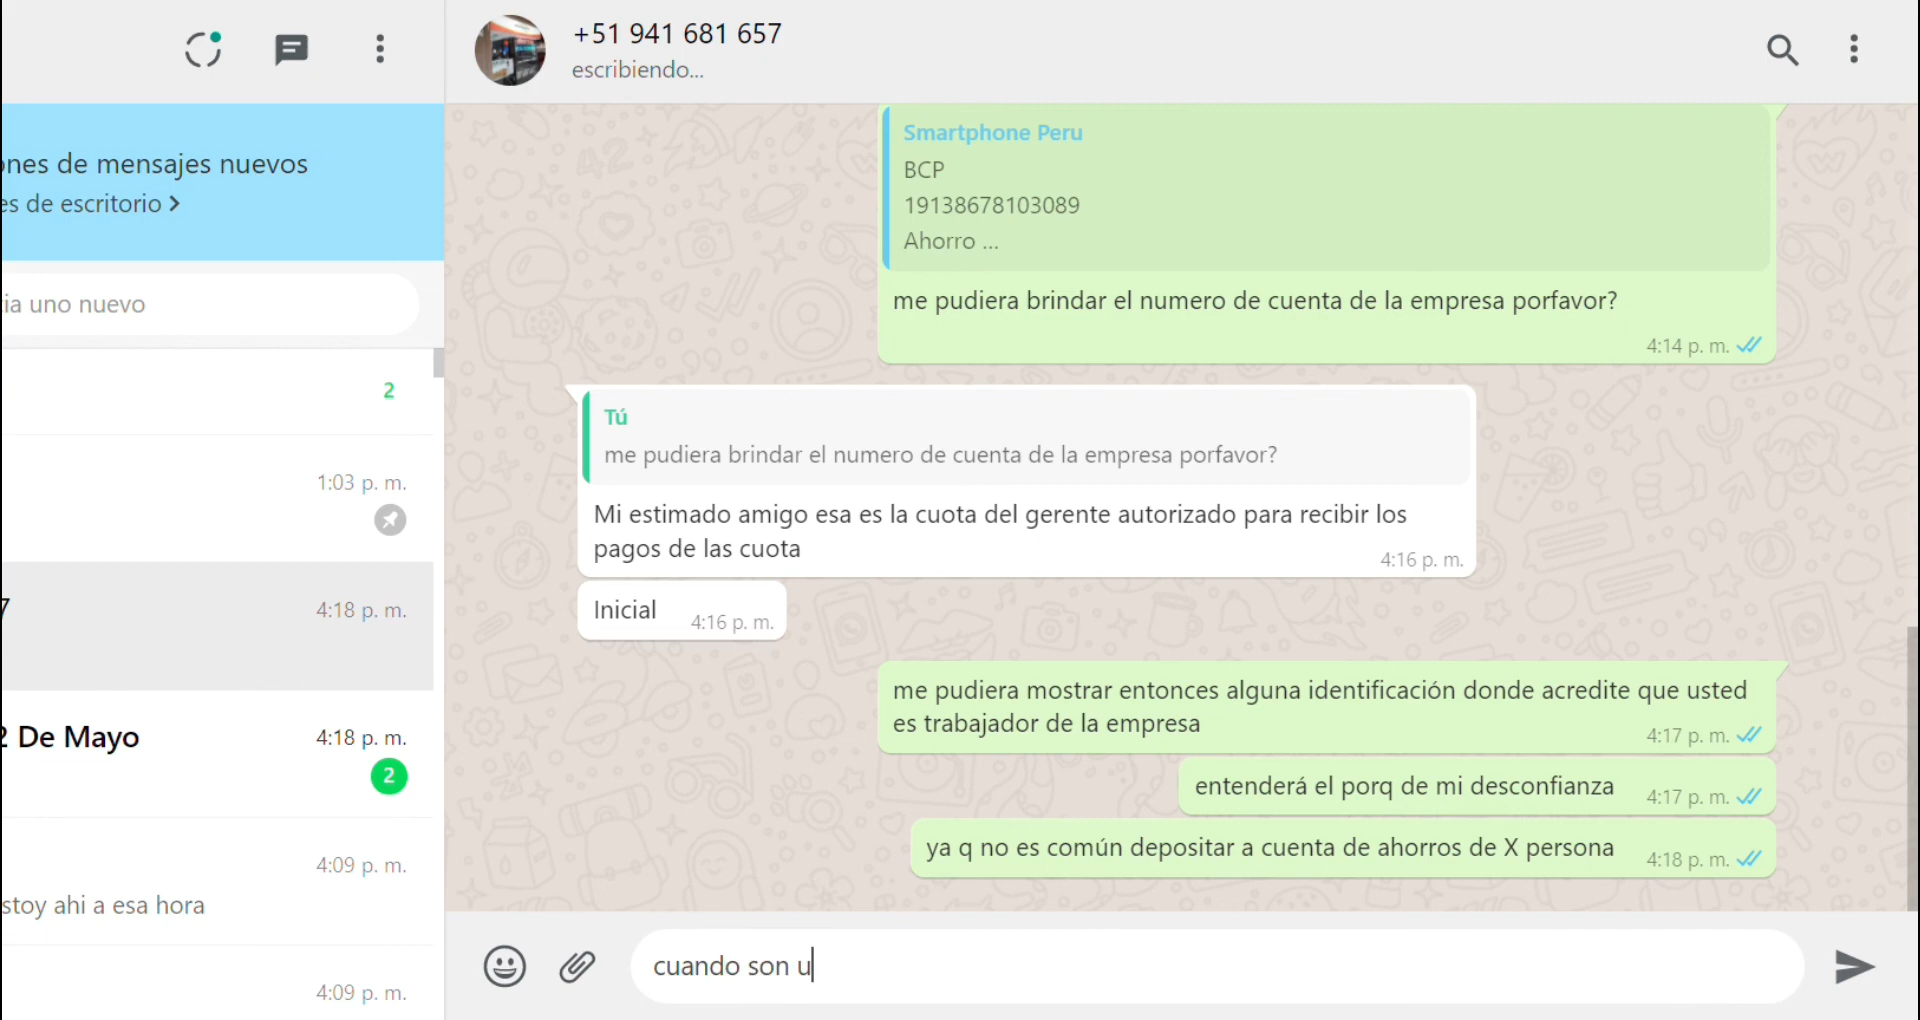 +51 941 681 657
escribiendo...
ones de mensajes nuevos
es de escritorio >
ia uno nuevo
2
1:03 p. m.
7
4:18 p. m.
2 De Mayo
4:18 p. m.
2
4:09 p. m.
stoy ahi a esa hora
4:09 p. m.
Smartphone Peru
BCP
19138678103089
Ahorro ...
me pudiera brindar el numero de cuenta de la empresa porfavor?
4:14 p. m.
Tú
me pudiera brindar el numero de cuenta de la empresa porfavor?
Mi estimado amigo esa es la cuota del gerente autorizado para recibir los
pagos de las cuota
4:16 p. m.
Inicial
4:16 p. m.
me pudiera mostrar entonces alguna identificación donde acredite que usted
es trabajador de la empresa
4:17 p. m.
entenderá el porq de mi desconfianza
4:17 p. m.
ya q no es común depositar a cuenta de ahorros de X persona
4:18 p. m.
cuando son u